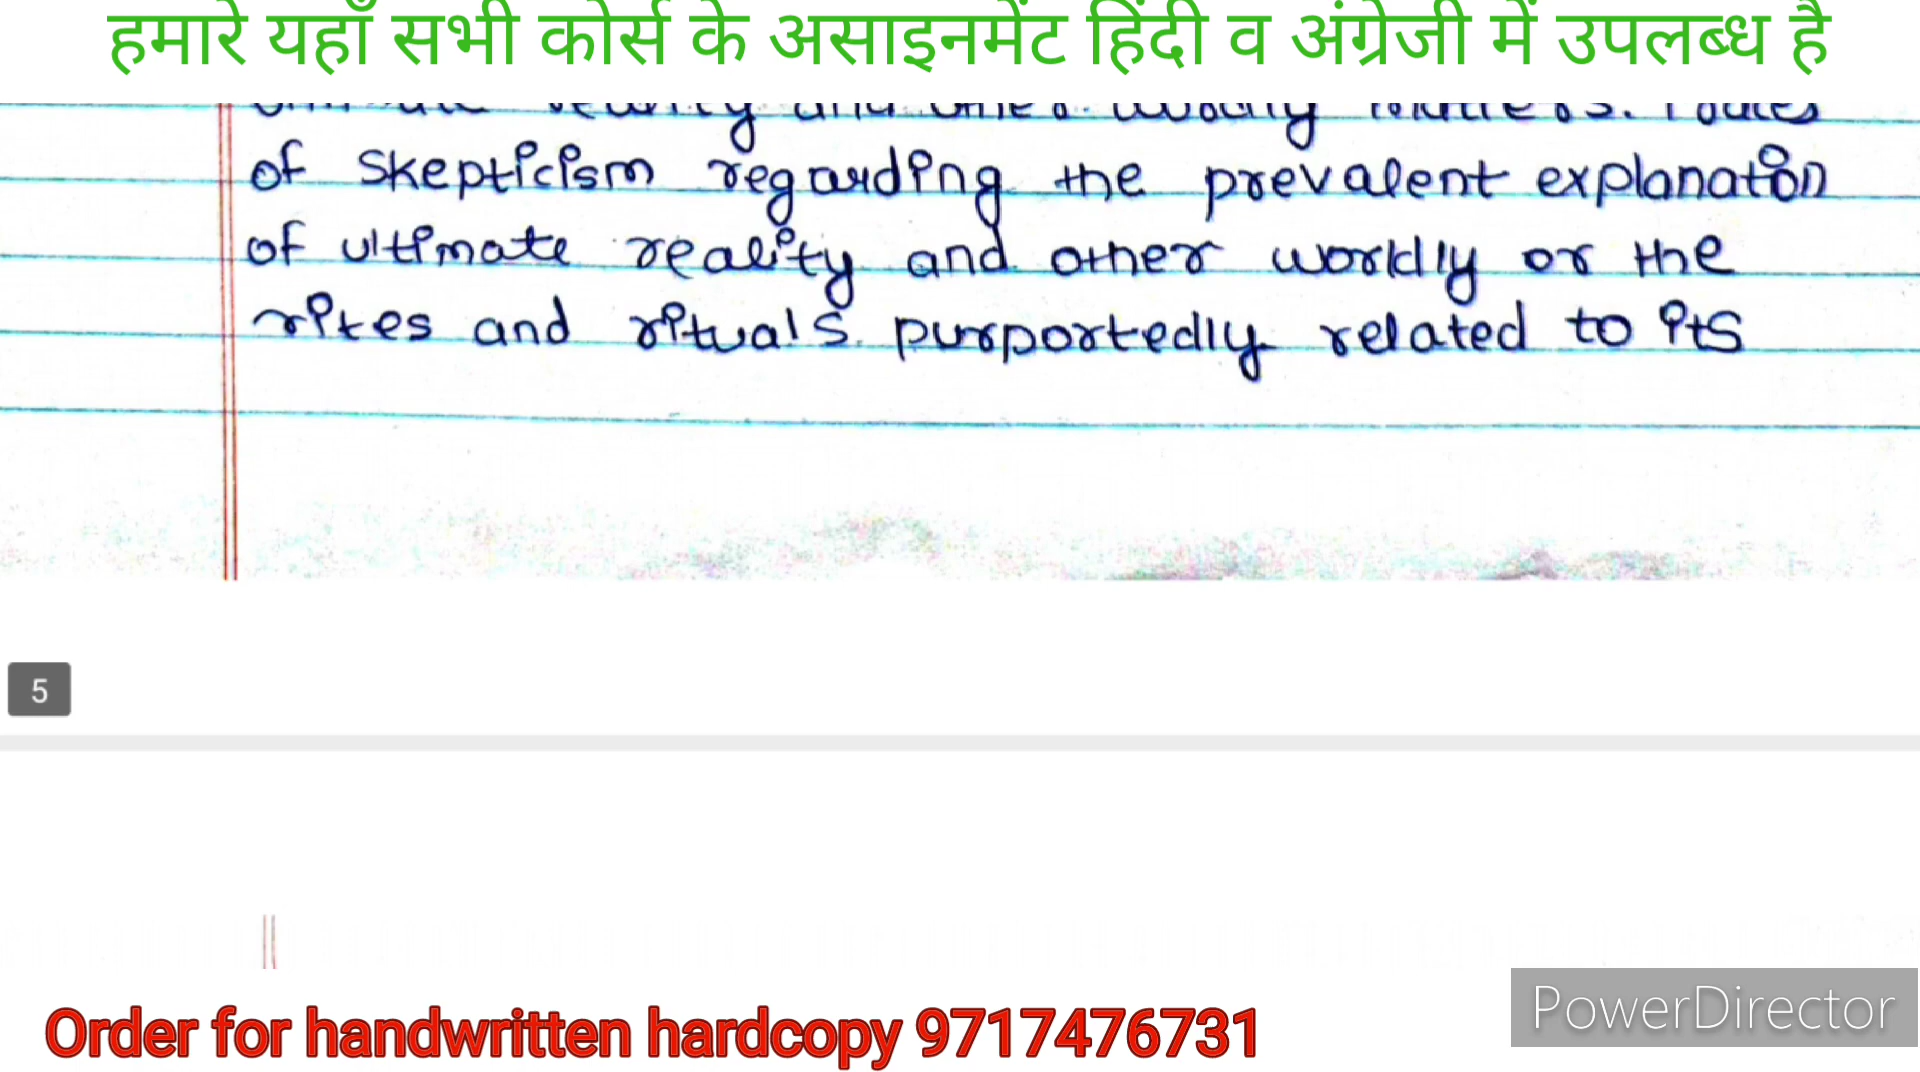 हमारे यहाँ सभी कोर्स के असाइनमेंट हिंदी व अंग्रेजी में उपलब्ध है
and
of skepticism regarding the prevalent explanation
of ultimate reality and other worldly or the
rites and rituals purportedly related to its
5
Order for handwritten hardcopy 9717476731
PowerDirector